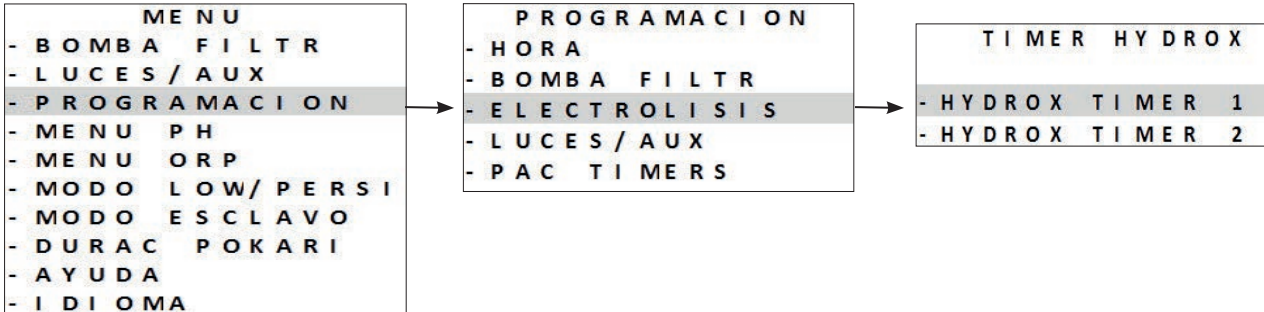 MENU
- BOMBA FILTR
- LUCES/AUX
- PROGRAMACION
- MENU PH
- MENU ORP
- MODO LOW/PERSI
- MODO ESCLAVO
- DURAC POKARI
- AYUDA
- IDIOMA
PROGRAMACION
- HORA
- BOMBA FILTR
- ELECTROLISIS
- LUCES/AUX
- PAC TIMERS
TIMER HYDROX
- HYDROX TIMER 1
- HYDROX TIMER 2